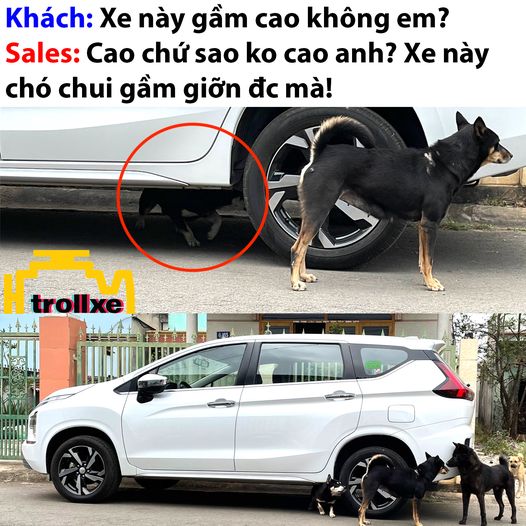 Khách: Xe này gầm cao không em?
Sales: Cao chứ sao ko cao anh? Xe này
chó chui gầm giỡn đc mà!
trollxe